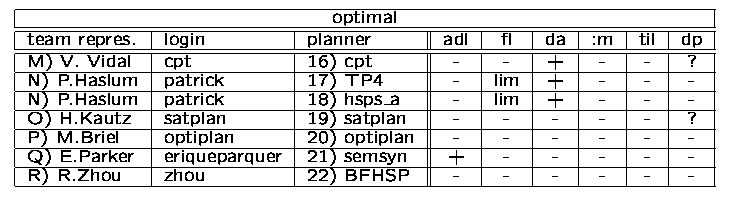 optimal
team repres. login planner adl fl da :m til dp
M) V. Vidal cpt 16) cpt - - + - - ?
N) P.Haslum patrick 17) TP4 - lim + - - -
N) P.Haslum patrick 18) hsps_a - lim + - - -
O) H.Kautz satplan 19) satplan - - - - - ?
P) M.Briel optiplan 20) optiplan - - - - - -
Q) E.Parker eriqueparquer 21) semsyn + - - - - -
R) R.Zhou zhou 22) BFHSP - - - - - -